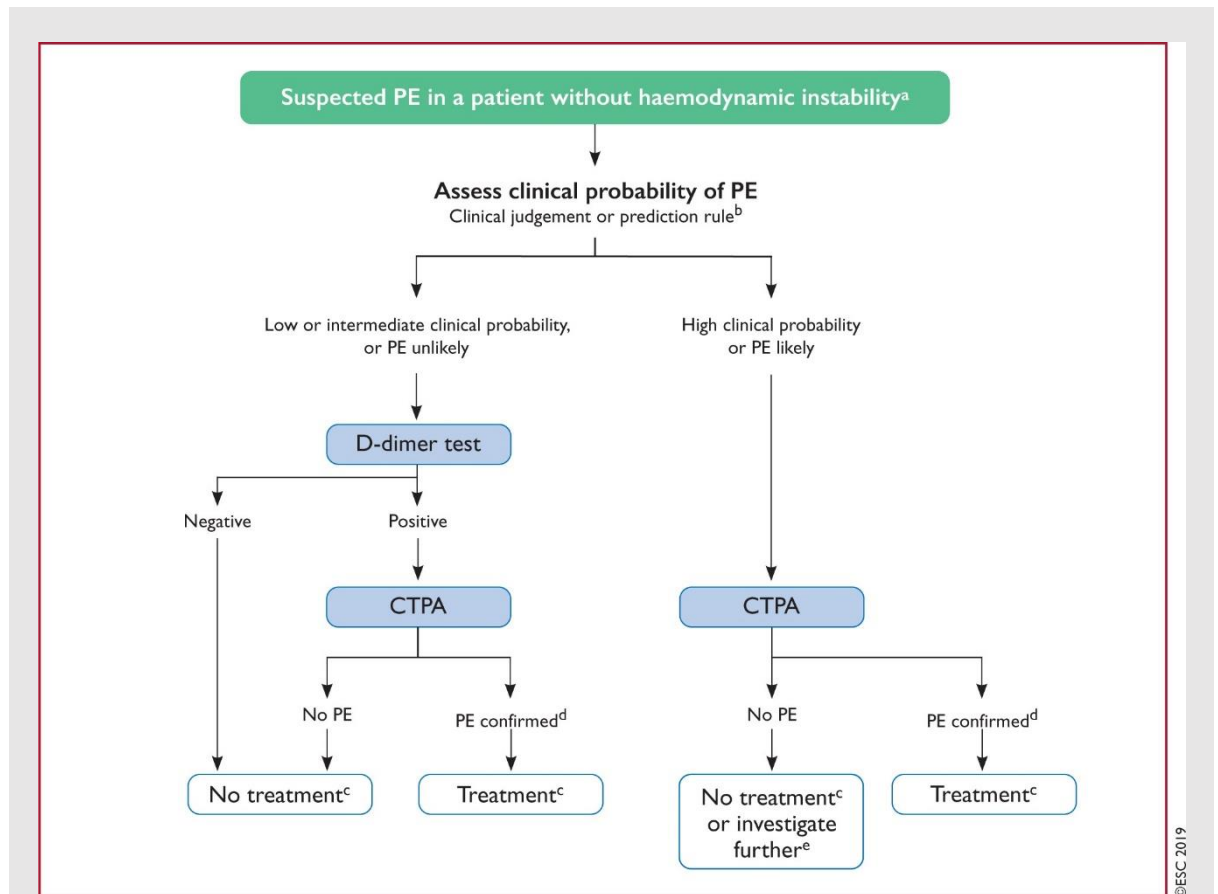 Suspected PE in a patient without haemodynamic instabilityᵃ
Assess clinical probability of PE
Clinical judgement or prediction ruleᵇ
Low or intermediate clinical probability,
or PE unlikely
High clinical probability
or PE likely
D-dimer test
Negative
Positive
CTPA
CTPA
No PE
PE confirmedᵈ
No PE
PE confirmedᵈ
No treatmentᶜ
Treatmentᶜ
No treatmentᶜ
or investigate
furtherᵉ
Treatmentᶜ
©ESC 2019